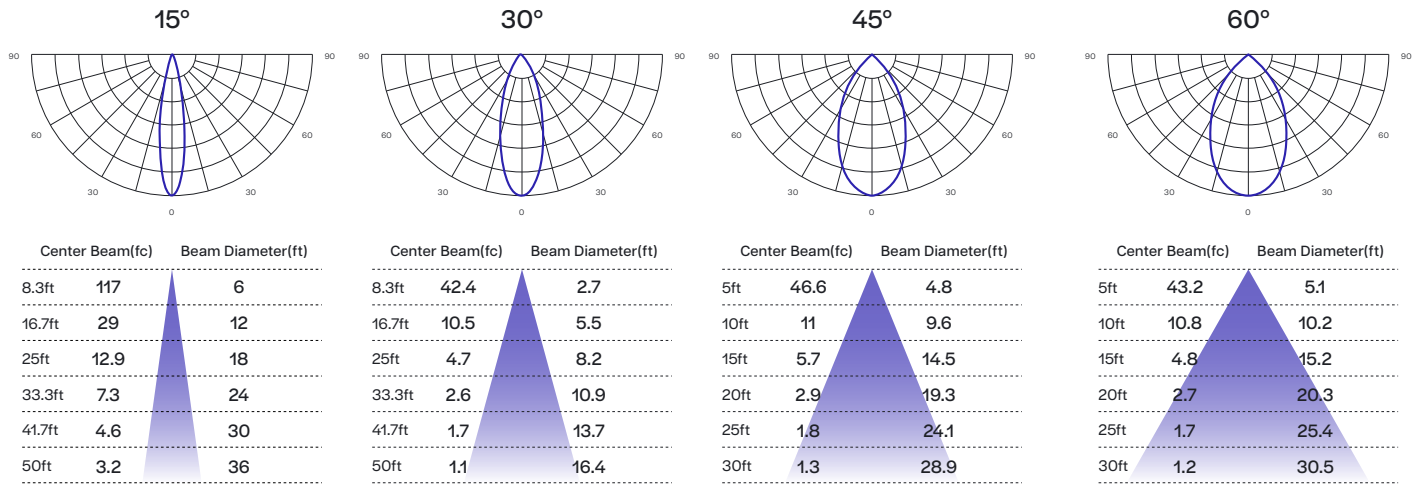 15° 30° 45° 60°
90 90 90 90 90 90 90 90
60 60 60 60 60 60 60 60
30 30 30 30 30 30 30 30
0 0 0 0
Center Beam(fc) Beam Diameter(ft) Center Beam(fc) Beam Diameter(ft) Center Beam(fc) Beam Diameter(ft) Center Beam(fc) Beam Diameter(ft)
8.3ft 117 6 8.3ft 42.4 2.7 5ft 46.6 4.8 5ft 43.2 5.1
16.7ft 29 12 16.7ft 10.5 5.5 10ft 11 9.6 10ft 10.8 10.2
25ft 12.9 18 25ft 4.7 8.2 15ft 5.7 14.5 15ft 4.8 15.2
33.3ft 7.3 24 33.3ft 2.6 10.9 20ft 2.9 19.3 20ft 2.7 20.3
41.7ft 4.6 30 41.7ft 1.7 13.7 25ft 1.8 24.1 25ft 1.7 25.4
50ft 3.2 36 50ft 1.1 16.4 30ft 1.3 28.9 30ft 1.2 30.5